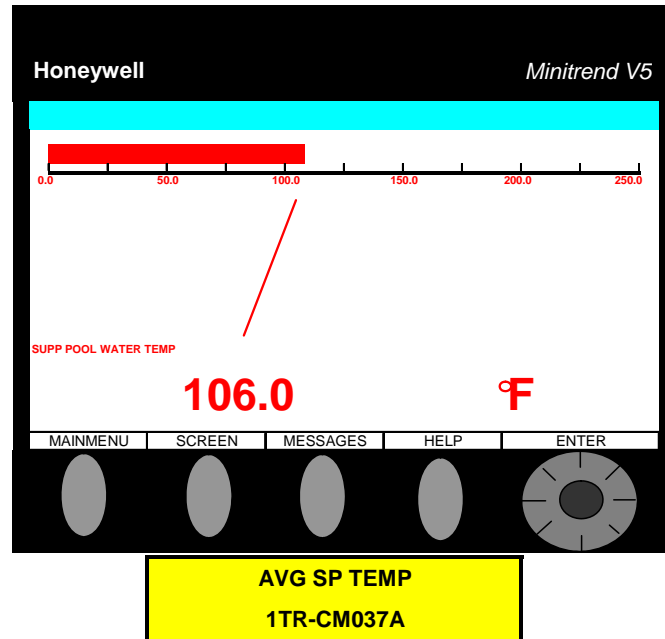 Honeywell Minitrend V5
0.0 50.0 100.0 150.0 200.0 250.0
SUPP POOL WATER TEMP
106.0 °F
MAINMENU SCREEN MESSAGES HELP ENTER
AVG SP TEMP
1TR-CM037A